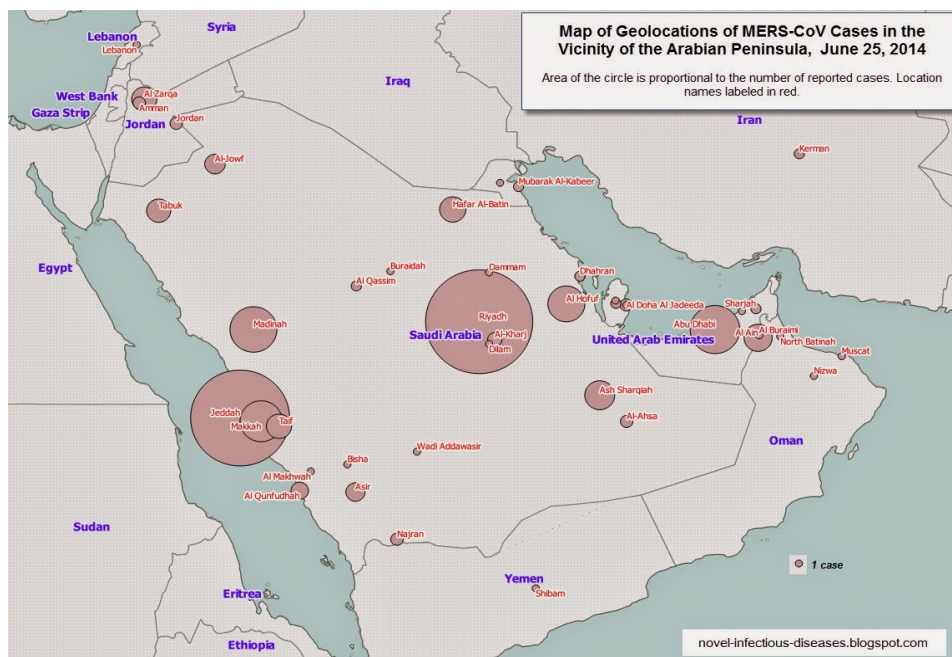 Map of Geolocations of MERS-CoV Cases in the
Vicinity of the Arabian Peninsula, June 25, 2014
Area of the circle is proportional to the number of reported cases. Location
names labeled in red.
Syria
Lebanon
Lebanon
Iraq
West Bank
Al Zarqa
Amman
Gaza Strip
Jordan
Jordan
Iran
Kerman
Al-Jowf
Mubarak Al-Kabeer
Tabuk
Hafar Al-Batin
Egypt
Buraidah
Dammam
Dhahran
Al Qassim
Al Hofuf
Al Doha Al Jadeeda
Sharjah
Riyadh
Madinah
Saudi Arabia
Al-Kharj
Dilam
Abu Dhabi
United Arab Emirates
Al Ain
Al Buraimi
North Batinah
Muscat
Nizwa
Ash Sharqiah
Jeddah
Makkah
Taif
Al-Ahsa
Oman
Wadi Addawasir
Bisha
Al Makhwah
Asir
Al Qunfudhah
Sudan
Najran
1 case
Yemen
Shibam
Eritrea
Ethiopia
novel-infectious-diseases.blogspot.com